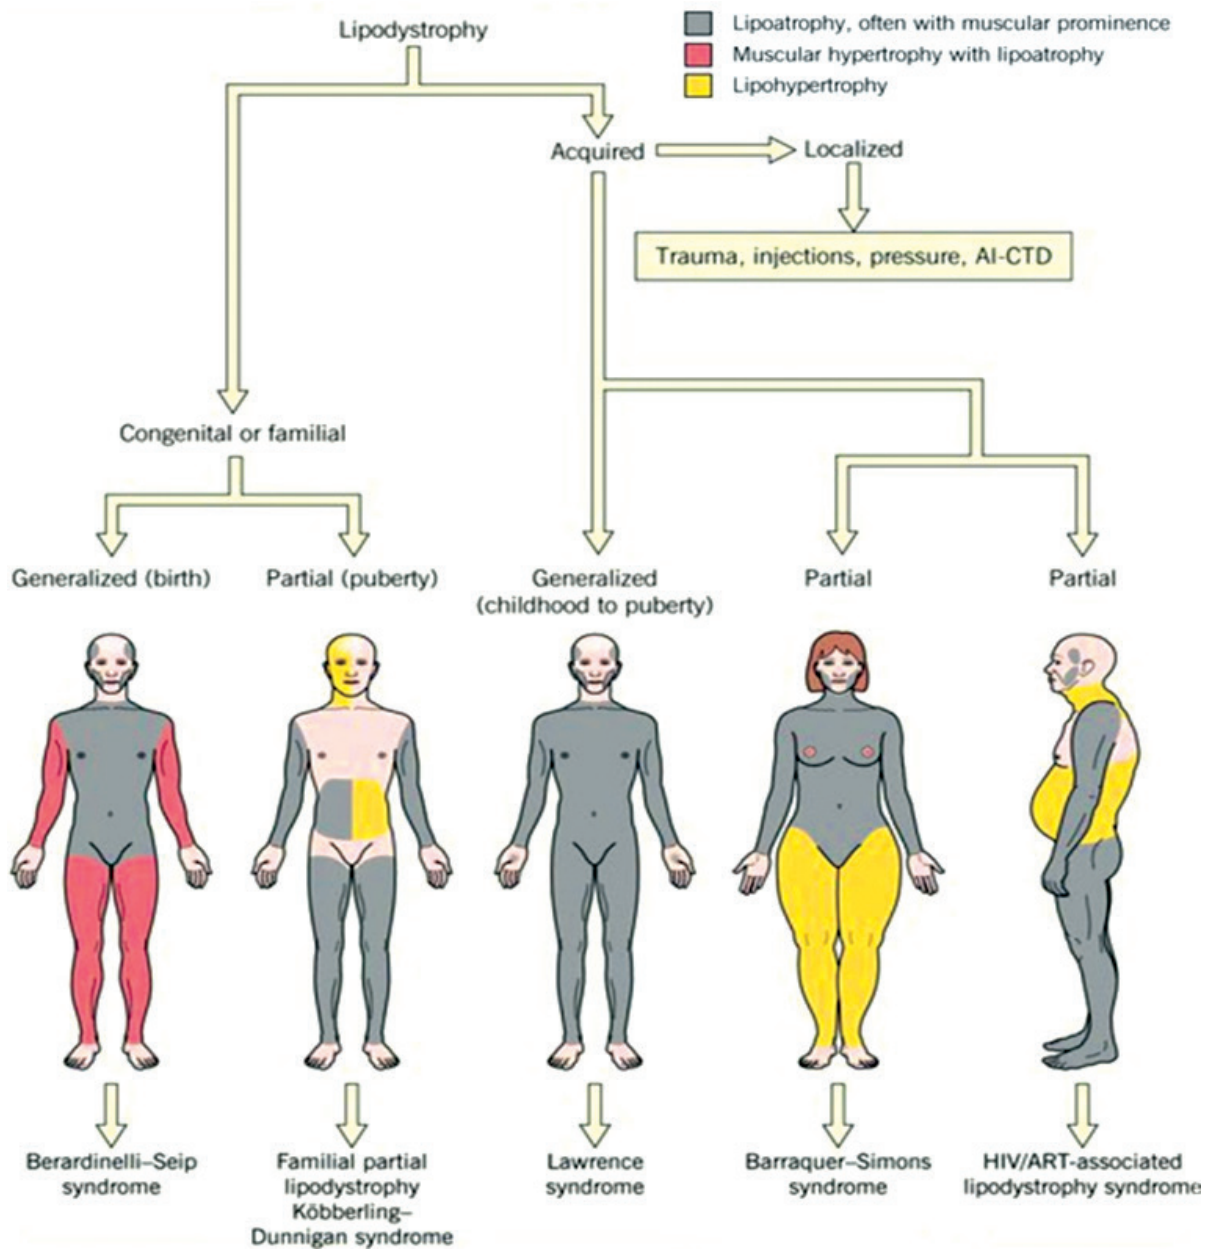 Lipodystrophy
Lipoatrophy, often with muscular prominence
Muscular hypertrophy with lipoatrophy
Lipohypertrophy
Acquired
Localized
Trauma, injections, pressure, AI-CTD
Congenital or familial
Generalized (birth)
Partial (puberty)
Generalized
(childhood to puberty)
Partial
Partial
Berardinelli–Seip
syndrome
Familial partial
lipodystrophy
Köbberling–
Dunnigan syndrome
Lawrence
syndrome
Barraquer–Simons
syndrome
HIV/ART-associated
lipodystrophy syndrome